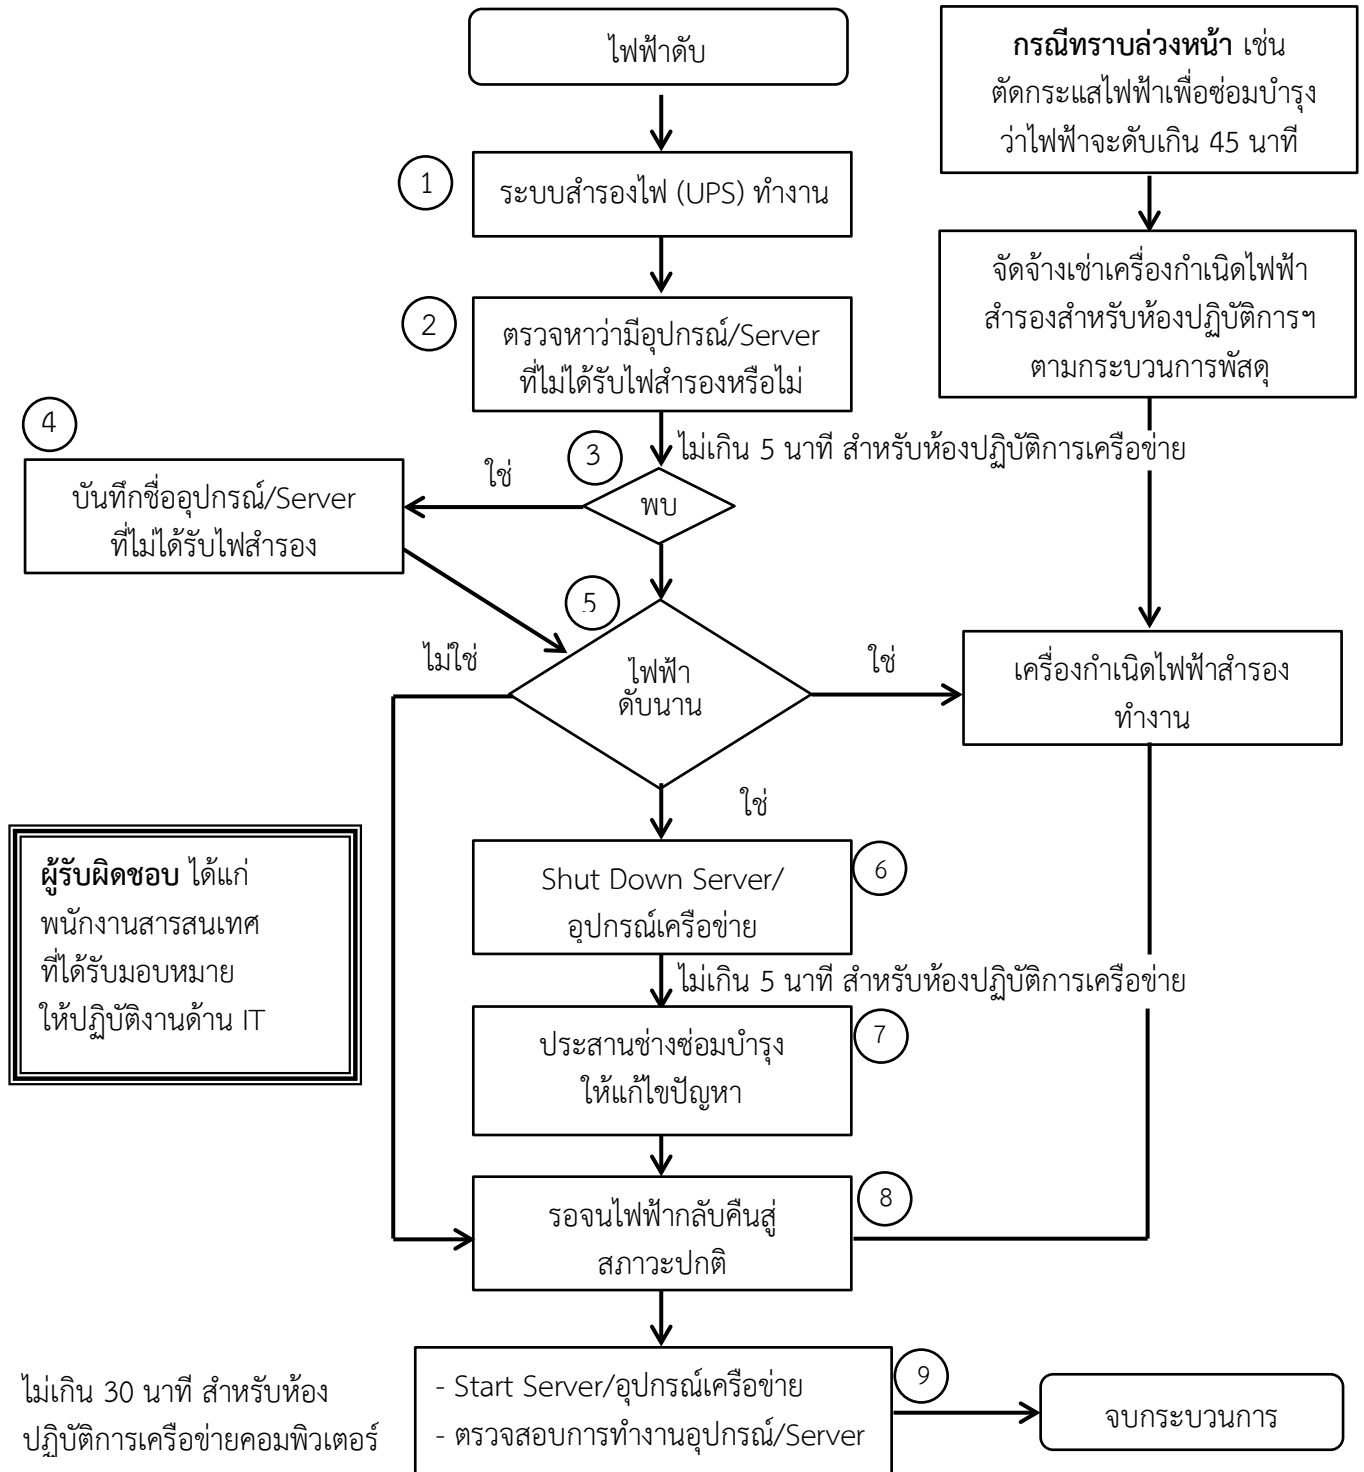 ไฟฟ้าดับ
กรณีทราบล่วงหน้า เช่น
ตัดกระแสไฟฟ้าเพื่อซ่อมบำรุง
ว่าไฟฟ้าจะดับเกิน 45 นาที
1
ระบบสำรองไฟ (UPS) ทำงาน
จัดจ้างเช่าเครื่องกำเนิดไฟฟ้า
สำรองสำหรับห้องปฏิบัติการฯ
ตามกระบวนการพัสดุ
2
ตรวจหาว่ามีอุปกรณ์/Server
ที่ไม่ได้รับไฟสำรองหรือไม่
ไม่เกิน 5 นาที สำหรับห้องปฏิบัติการเครือข่าย
3
พบ
ใช่
4
บันทึกชื่ออุปกรณ์/Server
ที่ไม่ได้รับไฟสำรอง
5
ไฟฟ้า
ดับนาน
ไม่ใช่
ใช่
เครื่องกำเนิดไฟฟ้าสำรอง
ทำงาน
ใช่
ผู้รับผิดชอบ ได้แก่
พนักงานสารสนเทศ
ที่ได้รับมอบหมาย
ให้ปฏิบัติงานด้าน IT
Shut Down Server/
อุปกรณ์เครือข่าย
6
ไม่เกิน 5 นาที สำหรับห้องปฏิบัติการเครือข่าย
ประสานช่างซ่อมบำรุง
ให้แก้ไขปัญหา
7
รอจนไฟฟ้ากลับคืนสู่
สภาวะปกติ
8
ไม่เกิน 30 นาที สำหรับห้อง
ปฏิบัติการเครือข่ายคอมพิวเตอร์
- Start Server/อุปกรณ์เครือข่าย
- ตรวจสอบการทำงานอุปกรณ์/Server
9
จบกระบวนการ